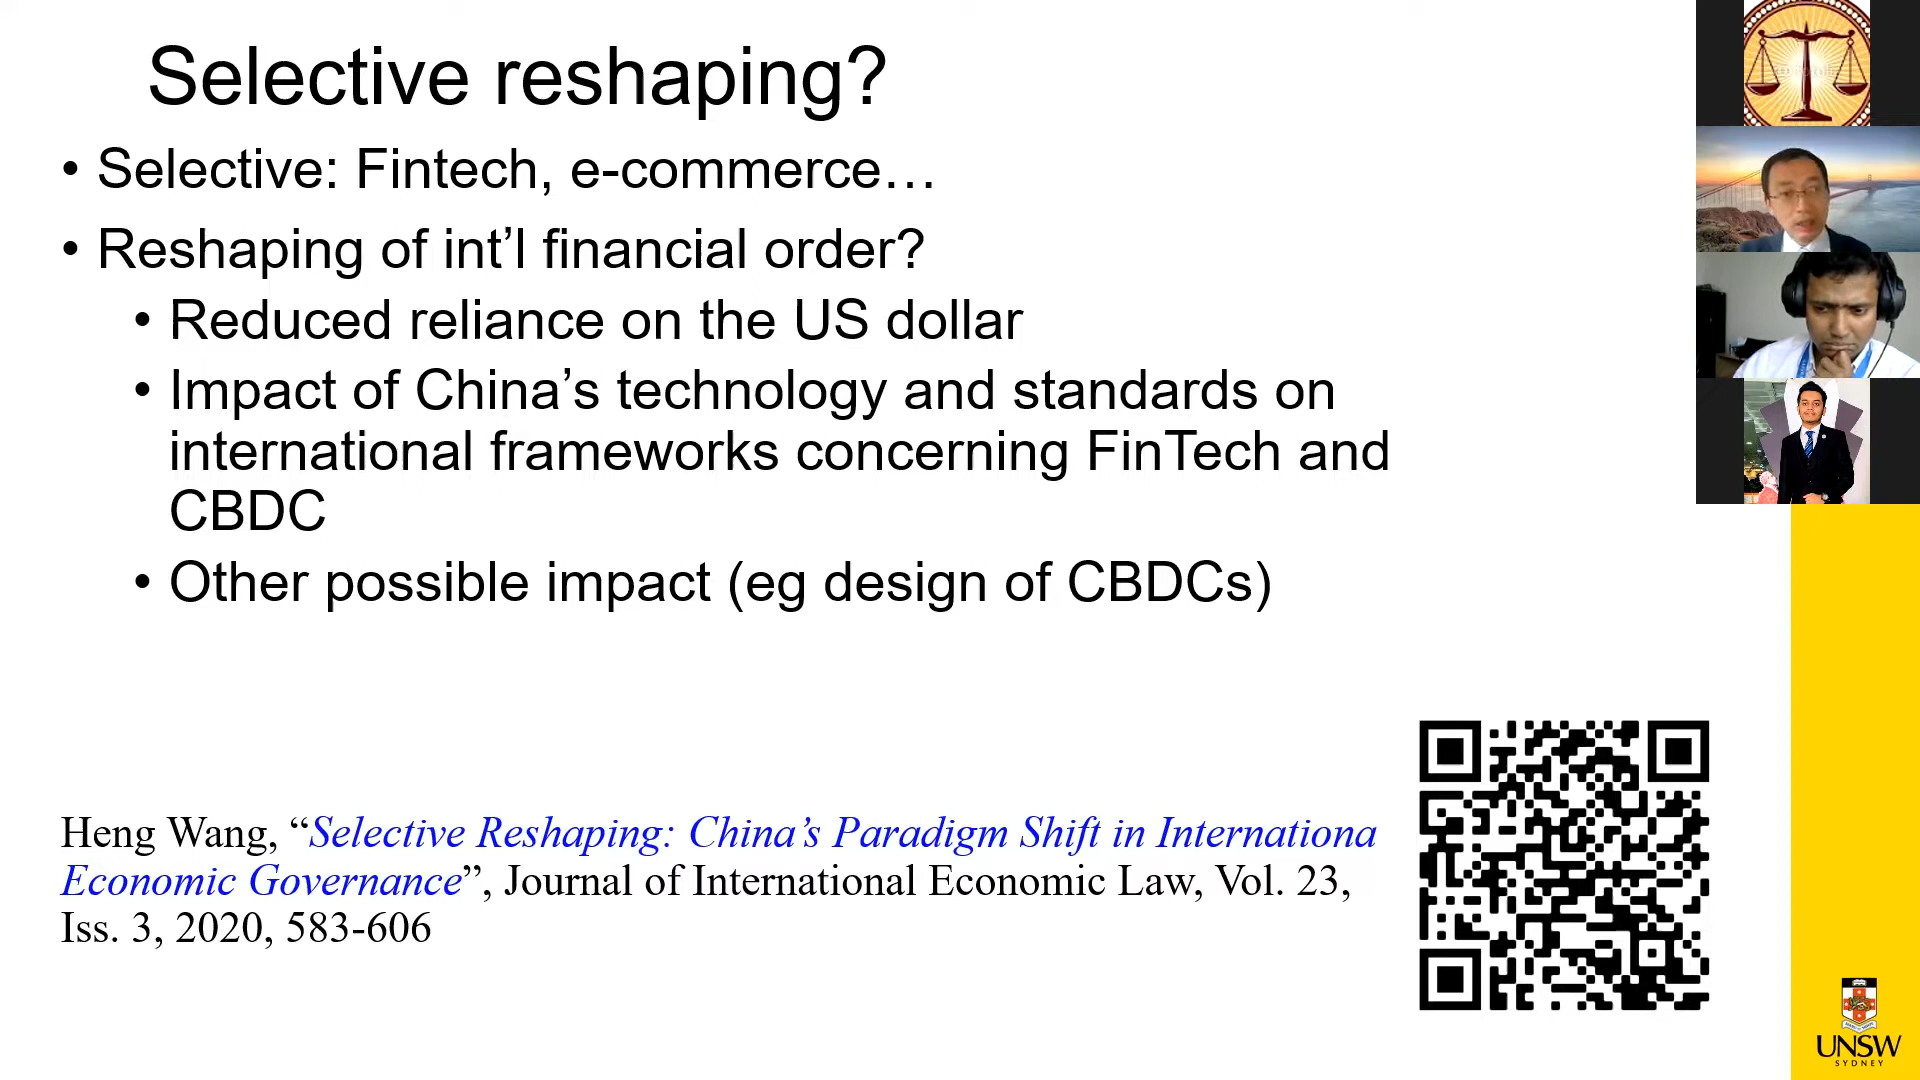 Selective reshaping?
• Selective: Fintech, e-commerce…
• Reshaping of int’l financial order?
• Reduced reliance on the US dollar
• Impact of China’s technology and standards on
international frameworks concerning FinTech and
CBDC
• Other possible impact (eg design of CBDCs)
Heng Wang, “Selective Reshaping: China’s Paradigm Shift in Internationa
Economic Governance”, Journal of International Economic Law, Vol. 23,
Iss. 3, 2020, 583-606
UNSW
SYDNEY